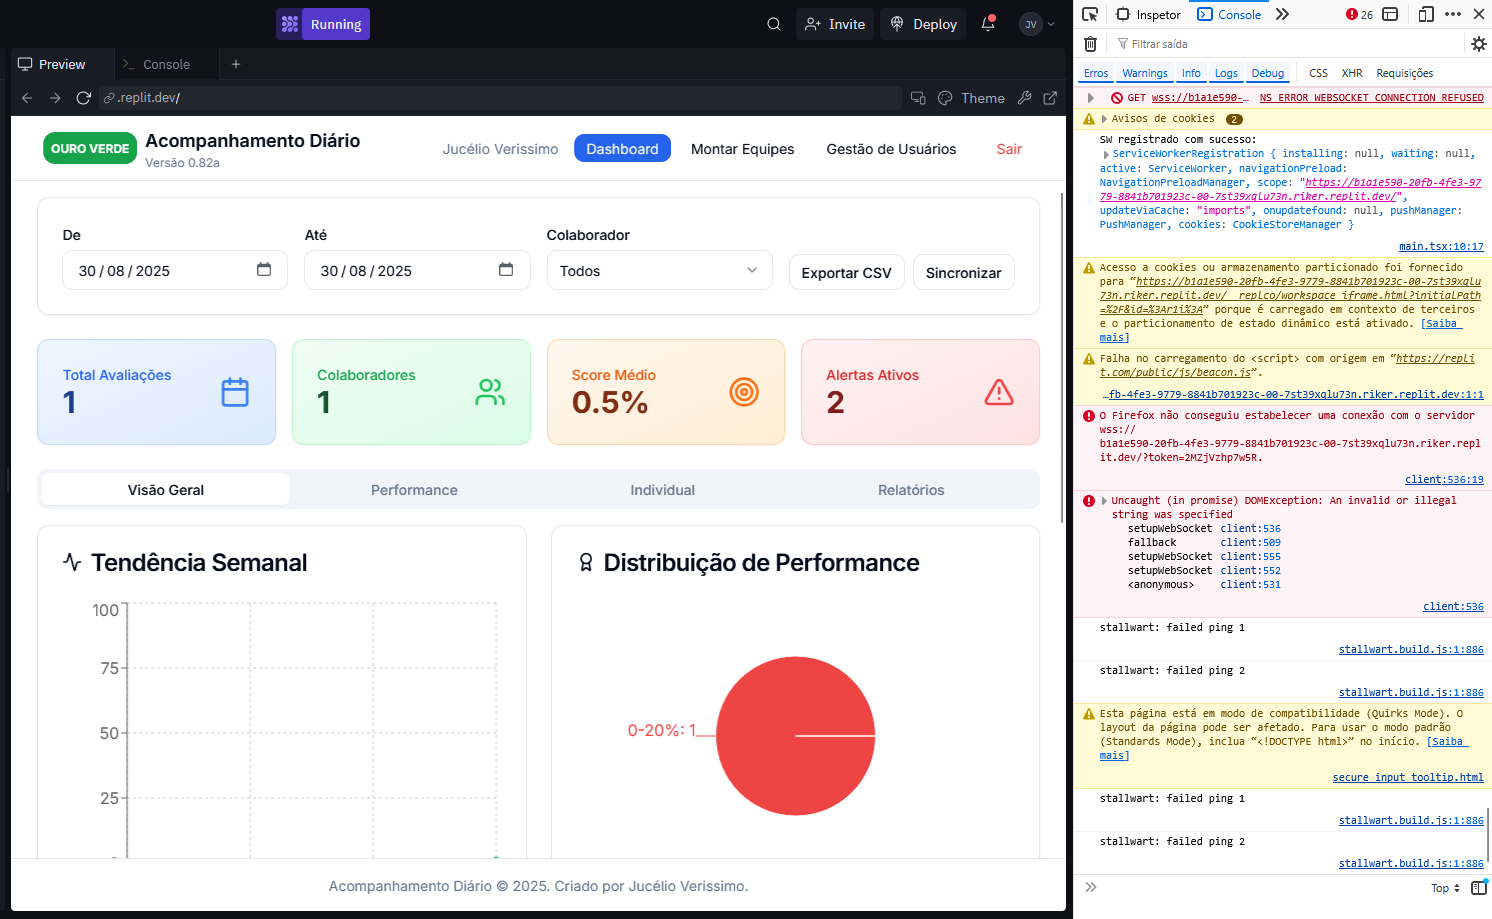 Running
Invite
Deploy
JV
Preview
Console
.replit.dev/
Theme
OURO VERDE
Acompanhamento Diário
Versão 0.82a
Jucélio Verissimo
Dashboard
Montar Equipes
Gestão de Usuários
Sair
De
30/08/2025
Até
30/08/2025
Colaborador
Todos
Exportar CSV
Sincronizar
Total Avaliações
1
Colaboradores
1
Score Médio
0.5%
Alertas Ativos
2
Visão Geral
Performance
Individual
Relatórios
Tendência Semanal
100
75
50
25
Distribuição de Performance
0-20%: 1
Acompanhamento Diário © 2025. Criado por Jucélio Verissimo.
Inspetor
Console
26
Filtrar saída
Erros
Warnings
Info
Logs
Debug
CSS
XHR
Requisições
GET wss://b1a1e590-… NS_ERROR_WEBSOCKET_CONNECTION_REFUSED
Avisos de cookies 2
SW registrado com sucesso:
ServiceWorkerRegistration { installing: null, waiting: null,
active: ServiceWorker, navigationPreload:
NavigationPreloadManager, scope: "https://b1a1e590-20fb-4fe3-97
79-8841b701923c-00-7st39xqlu73n.riker.replit.dev/",
updateViaCache: "imports", onupdatefound: null, pushManager:
PushManager, cookies: CookieStoreManager }
main.tsx:10:17
Acesso a cookies ou armazenamento particionado foi fornecido
para “https://b1a1e590-20fb-4fe3-9779-8841b701923c-00-7st39xqlu
73n.riker.replit.dev/__replco/workspace_iframe.html?initialPath
=%2F&id=%3Ar1i%3A” porque é carregado em contexto de terceiros
e o particionamento de estado dinâmico está ativado. [Saiba
mais]
Falha no carregamento do <script> com origem em “https://repli
t.com/public/js/beacon.js”.
…fb-4fe3-9779-8841b701923c-00-7st39xqlu73n.riker.replit.dev:1:1
O Firefox não conseguiu estabelecer uma conexão com o servidor
wss://
b1a1e590-20fb-4fe3-9779-8841b701923c-00-7st39xqlu73n.riker.repl
it.dev/?token=2MZjVzhp7w5R.
client:536:19
Uncaught (in promise) DOMException: An invalid or illegal
string was specified
setupWebSocket client:536
fallback client:509
setupWebSocket client:555
setupWebSocket client:552
<anonymous> client:531
client:536
stallwart: failed ping 1
stallwart.build.js:1:886
stallwart: failed ping 2
stallwart.build.js:1:886
Esta página está em modo de compatibilidade (Quirks Mode). O
layout da página pode ser afetado. Para usar o modo padrão
(Standards Mode), inclua “<!DOCTYPE html>” no início. [Saiba
mais]
secure_input_tooltip.html
stallwart: failed ping 1
stallwart.build.js:1:886
stallwart: failed ping 2
stallwart.build.js:1:886
Top